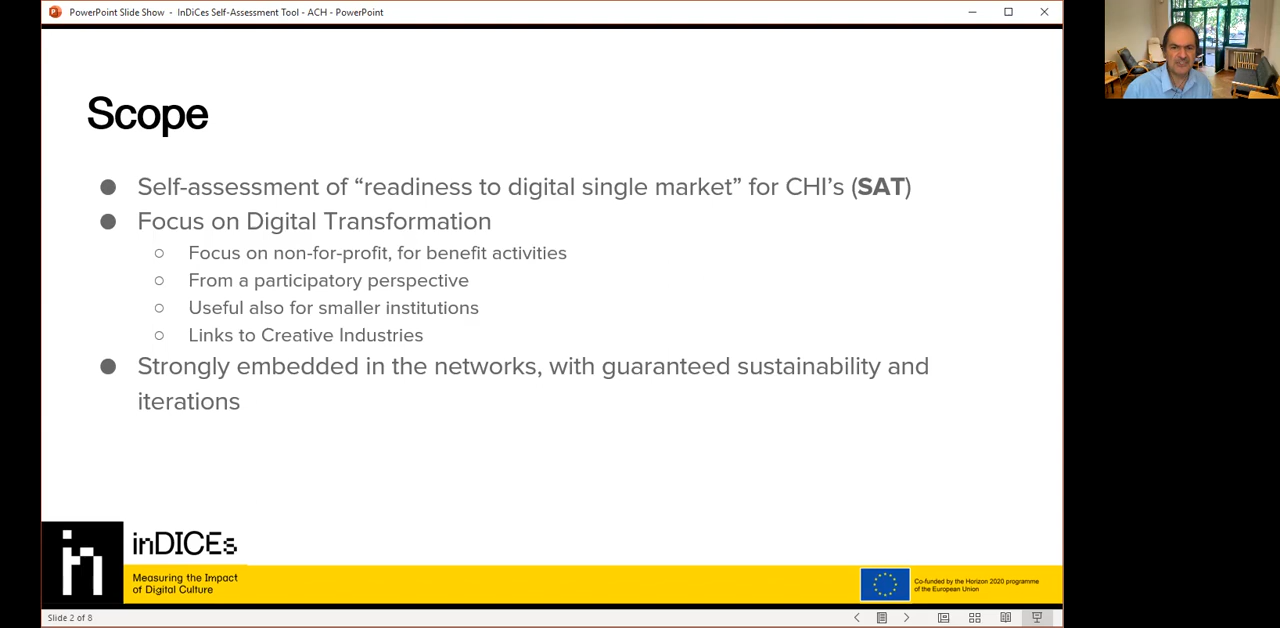 PowerPoint Slide Show - InDiCes Self-Assessment Tool - ACH - PowerPoint
Scope
Self-assessment of “readiness to digital single market” for CHI’s (SAT)
Focus on Digital Transformation
Focus on non-for-profit, for benefit activities
From a participatory perspective
Useful also for smaller institutions
Links to Creative Industries
Strongly embedded in the networks, with guaranteed sustainability and
iterations
in
inDICEs
Measuring the Impact
of Digital Culture
Co-funded by the Horizon 2020 programme
of the European Union
Slide 2 of 8